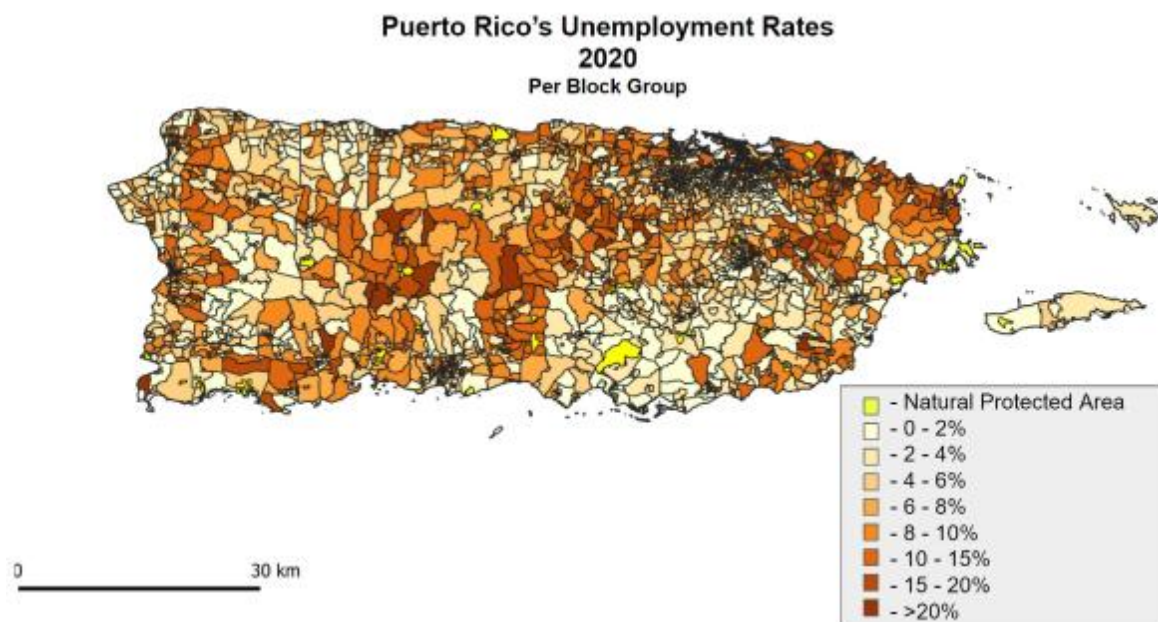 Puerto Rico's Unemployment Rates
2020
Per Block Group
- Natural Protected Area
- 0 - 2%
- 2 - 4%
- 4 - 6%
- 6 - 8%
- 8 - 10%
- 10 - 15%
- 15 - 20%
- >20%
0 30 km